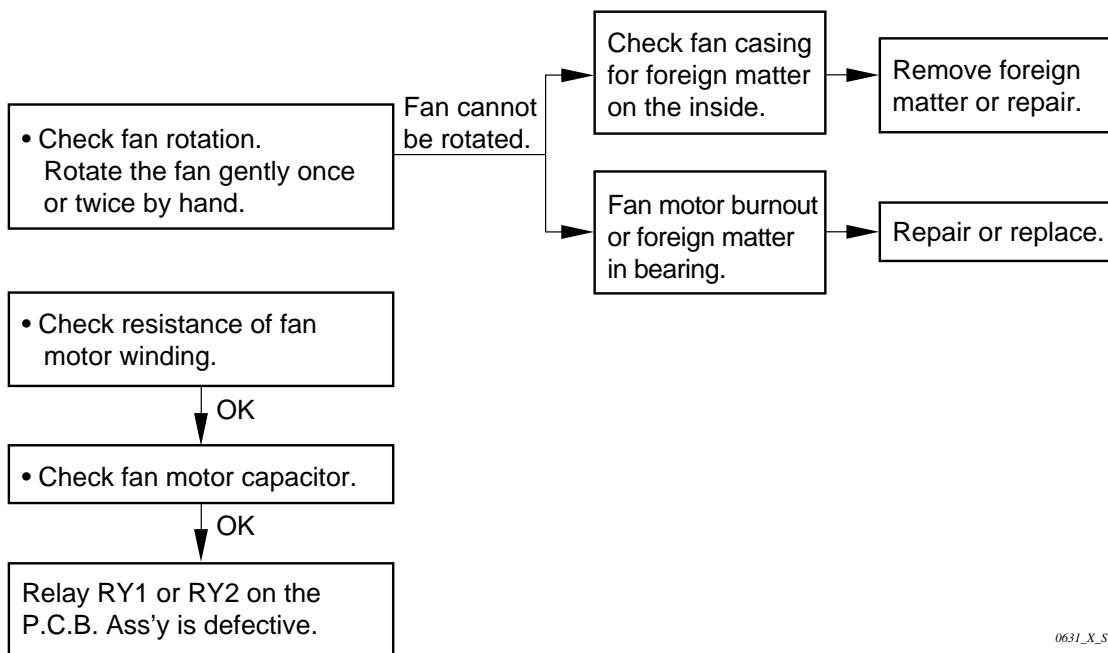 • Check fan rotation.
Rotate the fan gently once
or twice by hand.
Fan cannot
be rotated.
Check fan casing
for foreign matter
on the inside.
Remove foreign
matter or repair.
Fan motor burnout
or foreign matter
in bearing.
Repair or replace.
• Check resistance of fan
motor winding.
OK
• Check fan motor capacitor.
OK
Relay RY1 or RY2 on the
P.C.B. Ass’y is defective.
0631_X_S